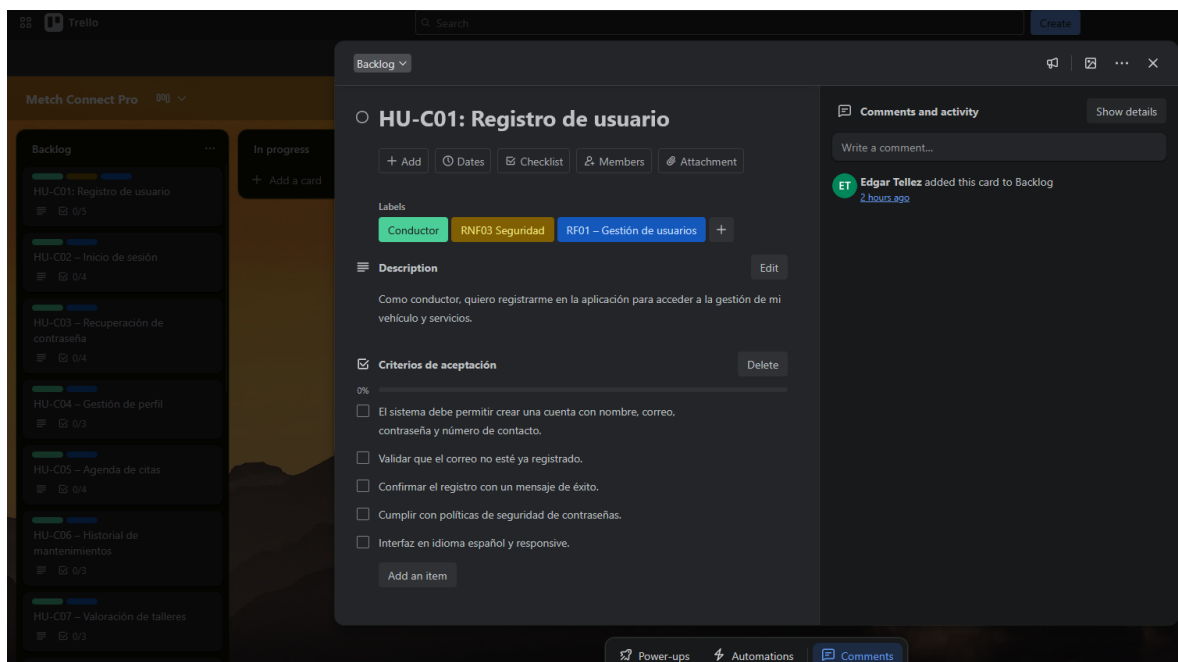 Trello
Search
Create
Metch Connect Pro
Backlog
HU-C01: Registro de usuario
0/5
HU-C02 – Inicio de sesión
0/4
HU-C03 – Recuperación de
contraseña
0/4
HU-C04 – Gestión de perfil
0/3
HU-C05 – Agenda de citas
0/4
HU-C06 – Historial de
mantenimientos
0/3
HU-C07 – Valoración de talleres
0/3
In progress
+ Add a card
Backlog
HU-C01: Registro de usuario
+ Add
Dates
Checklist
Members
Attachment
Labels
Conductor
RNF03 Seguridad
RF01 – Gestión de usuarios
+
Description
Edit
Como conductor, quiero registrarme en la aplicación para acceder a la gestión de mi
vehículo y servicios.
Criterios de aceptación
Delete
0%
El sistema debe permitir crear una cuenta con nombre, correo,
contraseña y número de contacto.
Validar que el correo no esté ya registrado.
Confirmar el registro con un mensaje de éxito.
Cumplir con políticas de seguridad de contraseñas.
Interfaz en idioma español y responsive.
Add an item
Comments and activity
Show details
Write a comment...
ET
Edgar Tellez added this card to Backlog
2 hours ago
Power-ups
Automations
Comments